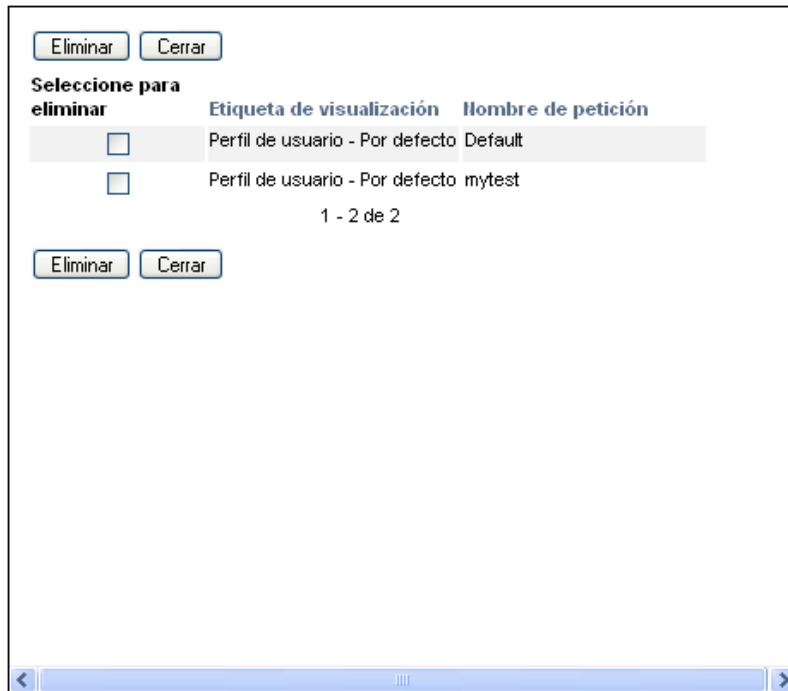 Eliminar Cerrar
Seleccione para
eliminar Etiqueta de visualización Nombre de petición
Perfil de usuario - Por defecto Default
Perfil de usuario - Por defecto mytest
1 - 2 de 2
Eliminar Cerrar